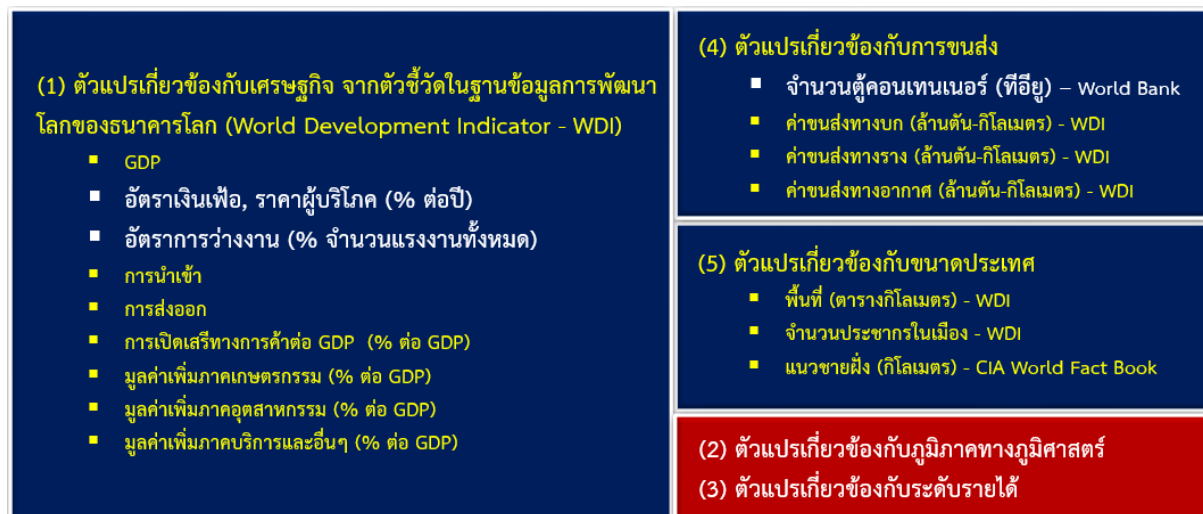 (1) ตัวแปรเกี่ยวข้องกับเศรษฐกิจ จากตัวชี้วัดในฐานข้อมูลการพัฒนา
โลกของธนาคารโลก (World Development Indicator - WDI)
▪ GDP
▪ อัตราเงินเฟ้อ, ราคาผู้บริโภค (% ต่อปี)
▪ อัตราการว่างงาน (% จำนวนแรงงานทั้งหมด)
▪ การนำเข้า
▪ การส่งออก
▪ การเปิดเสรีทางการค้าต่อ GDP (% ต่อ GDP)
▪ มูลค่าเพิ่มภาคเกษตรกรรม (% ต่อ GDP)
▪ มูลค่าเพิ่มภาคอุตสาหกรรม (% ต่อ GDP)
▪ มูลค่าเพิ่มภาคบริการและอื่นๆ (% ต่อ GDP)
(4) ตัวแปรเกี่ยวข้องกับการขนส่ง
▪ จำนวนตู้คอนเทนเนอร์ (ทีอียู) – World Bank
▪ ค่าขนส่งทางบก (ล้านตัน-กิโลเมตร) - WDI
▪ ค่าขนส่งทางราง (ล้านตัน-กิโลเมตร) - WDI
▪ ค่าขนส่งทางอากาศ (ล้านตัน-กิโลเมตร) - WDI
(5) ตัวแปรเกี่ยวข้องกับขนาดประเทศ
▪ พื้นที่ (ตารางกิโลเมตร) - WDI
▪ จำนวนประชากรในเมือง - WDI
▪ แนวชายฝั่ง (กิโลเมตร) - CIA World Fact Book
(2) ตัวแปรเกี่ยวข้องกับภูมิภาคทางภูมิศาสตร์
(3) ตัวแปรเกี่ยวข้องกับระดับรายได้